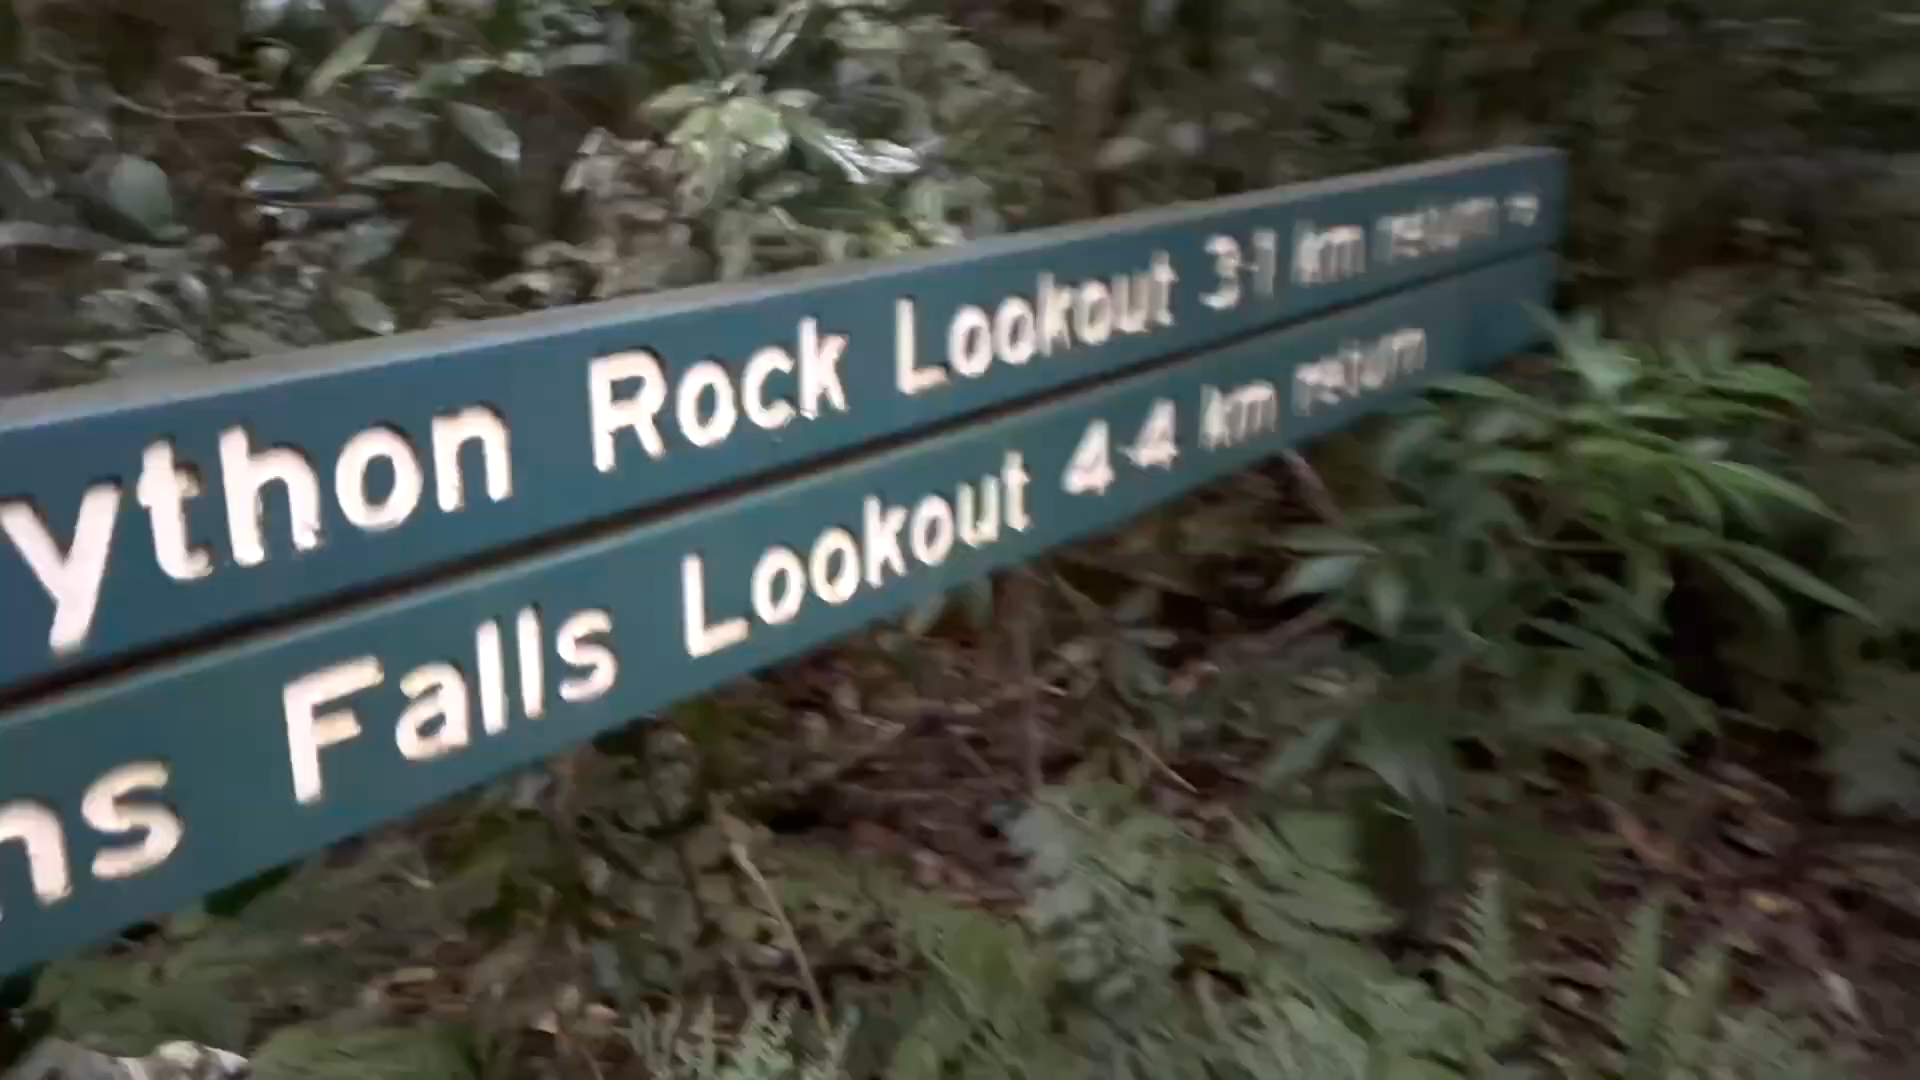 ython Rock Lookout 3.1 km return →
ns Falls Lookout 4.4 km return